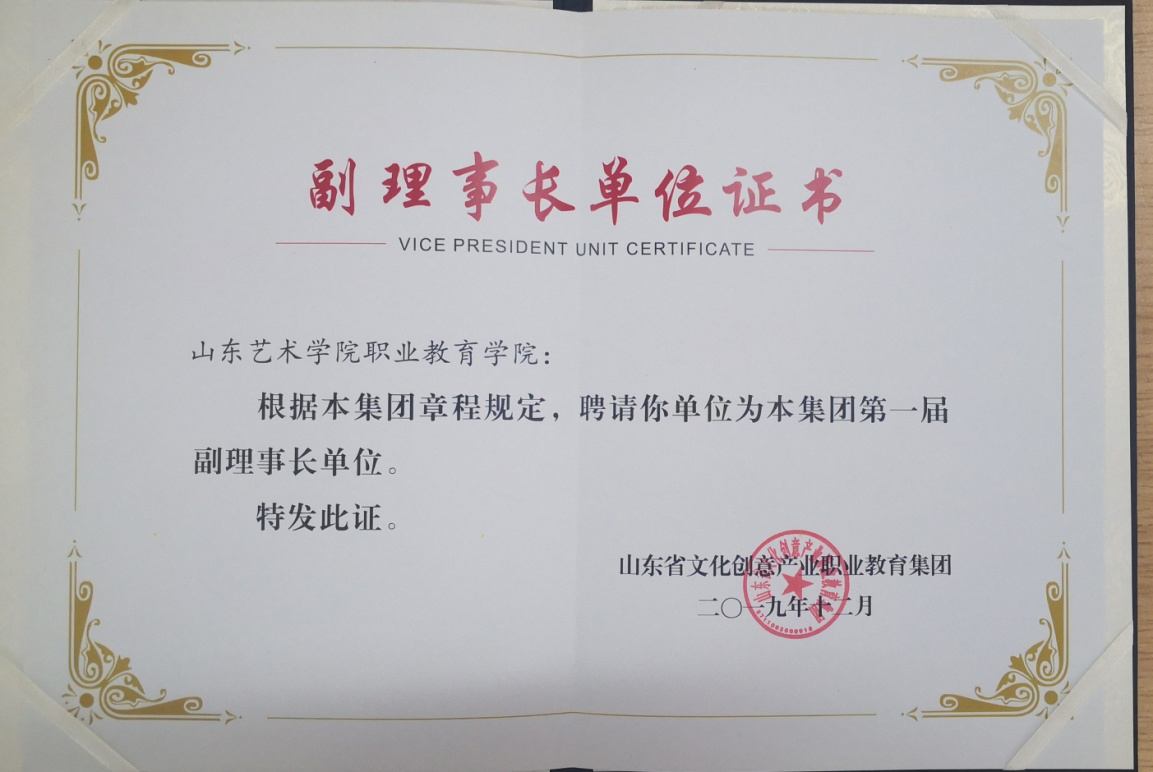 副理事长单位证书
VICE PRESIDENT UNIT CERTIFICATE
山东艺术学院职业教育学院：
根据本集团章程规定，聘请你单位为本集团第一届
副理事长单位。
特发此证。
山东省文化创意产业职业教育集团
二〇一九年十二月